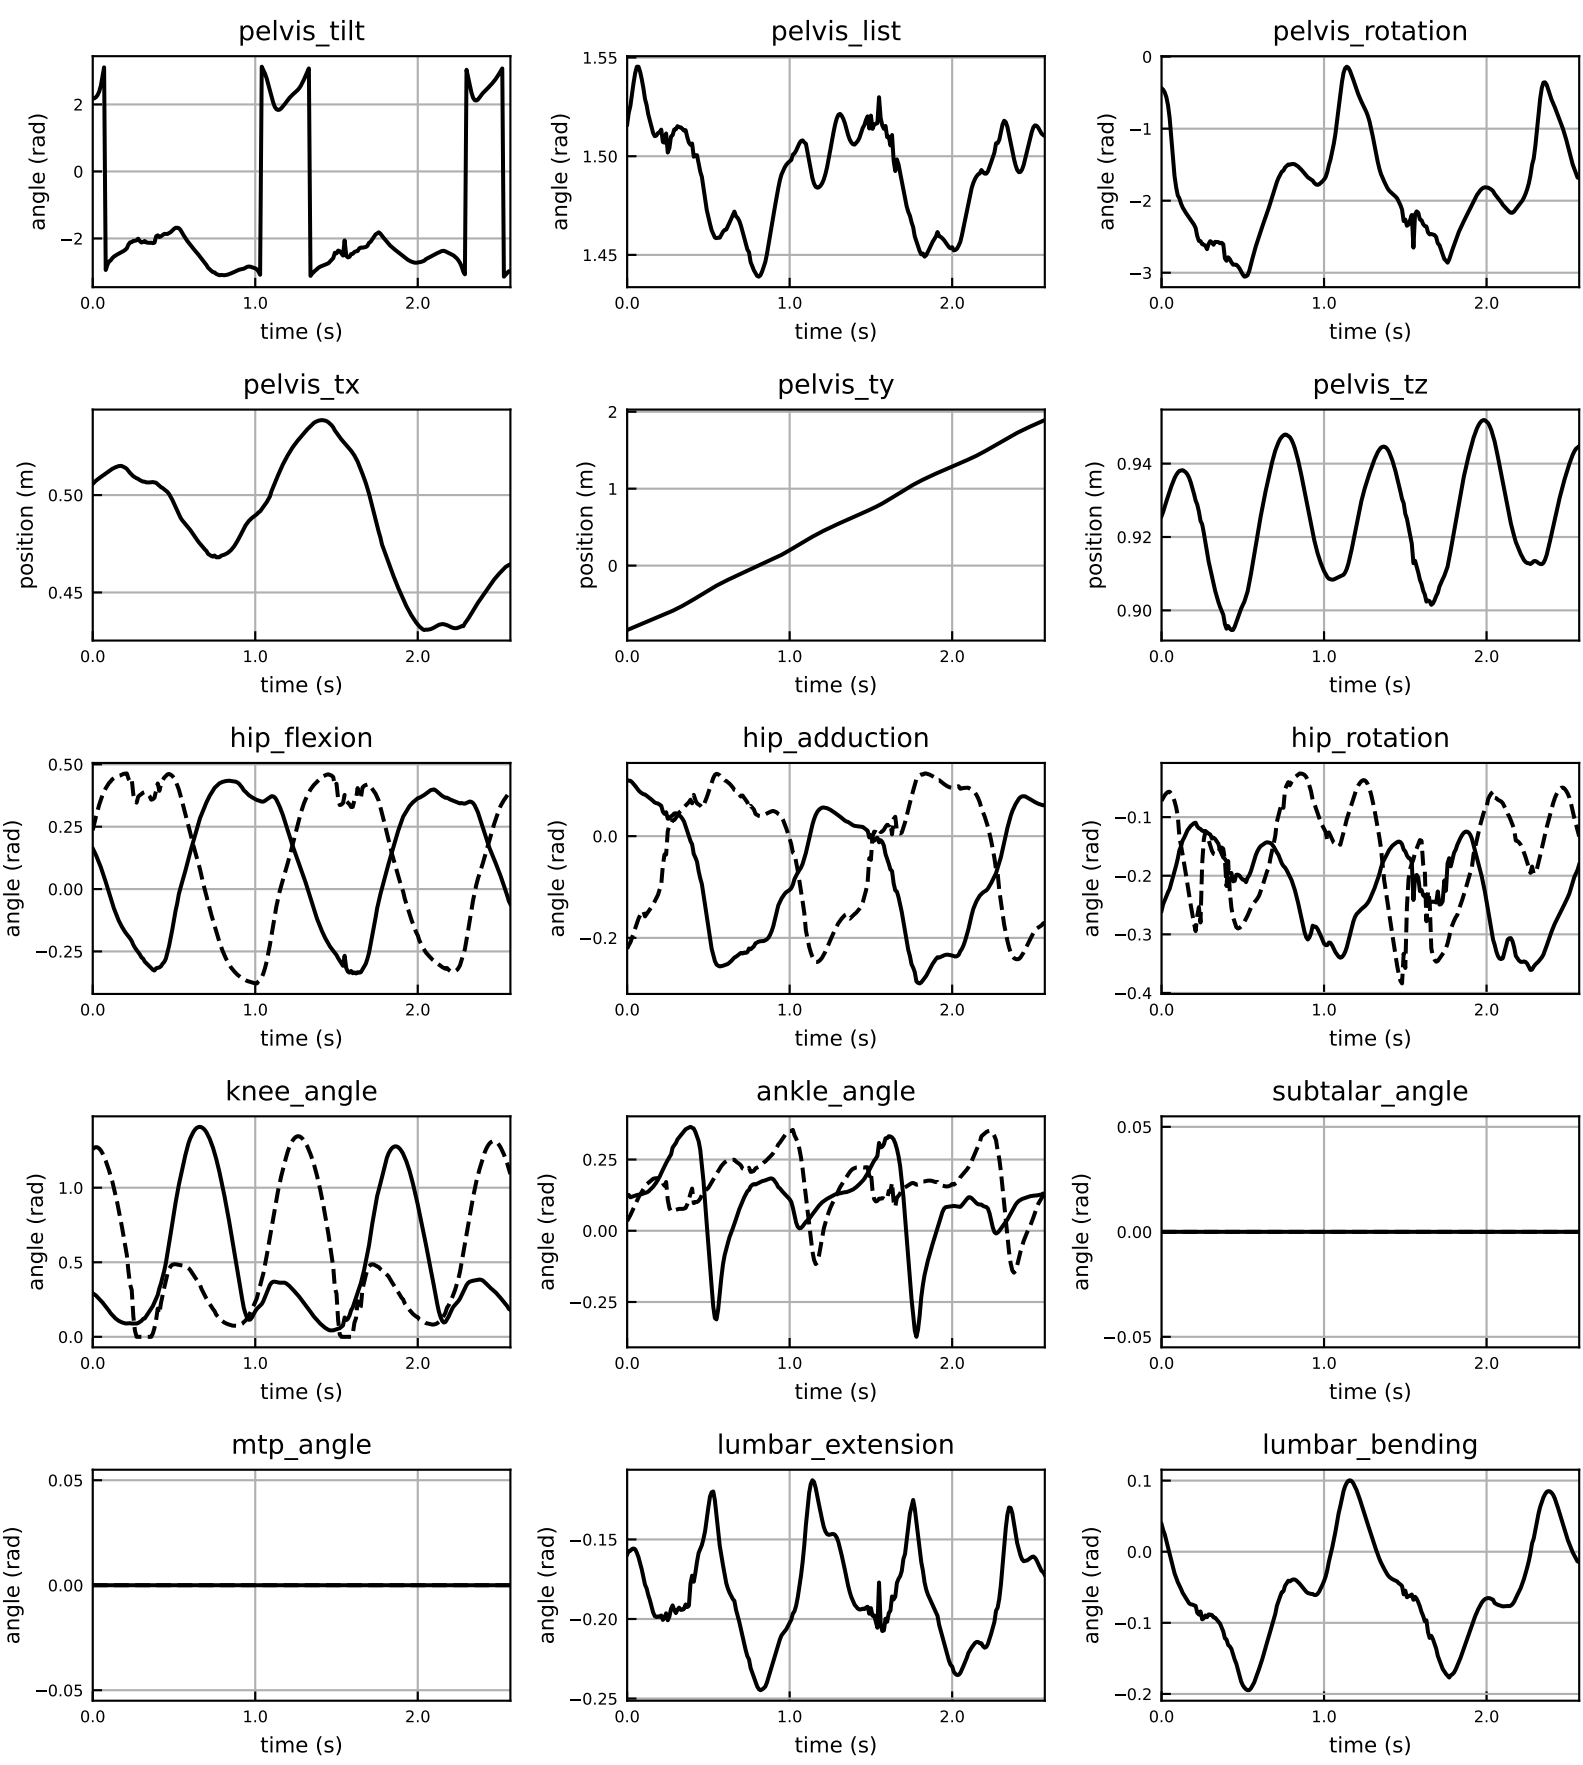 pelvis_tilt
pelvis_list
pelvis_rotation
angle (rad)
2
0
−2
0.0 1.0 2.0
time (s)
angle (rad)
1.55
1.50
1.45
0.0 1.0 2.0
time (s)
angle (rad)
0
−1
−2
−3
0.0 1.0 2.0
time (s)
pelvis_tx
pelvis_ty
pelvis_tz
position (m)
0.50
0.45
0.0 1.0 2.0
time (s)
position (m)
2
1
0
0.0 1.0 2.0
time (s)
position (m)
0.94
0.92
0.90
0.0 1.0 2.0
time (s)
hip_flexion
hip_adduction
hip_rotation
angle (rad)
0.50
0.25
0.00
−0.25
0.0 1.0 2.0
time (s)
angle (rad)
0.0
−0.2
0.0 1.0 2.0
time (s)
angle (rad)
−0.1
−0.2
−0.3
−0.4
0.0 1.0 2.0
time (s)
knee_angle
ankle_angle
subtalar_angle
angle (rad)
1.0
0.5
0.0
0.0 1.0 2.0
time (s)
angle (rad)
0.25
0.00
−0.25
0.0 1.0 2.0
time (s)
angle (rad)
0.05
0.00
−0.05
0.0 1.0 2.0
time (s)
mtp_angle
lumbar_extension
lumbar_bending
angle (rad)
0.05
0.00
−0.05
0.0 1.0 2.0
time (s)
angle (rad)
−0.15
−0.20
−0.25
0.0 1.0 2.0
time (s)
angle (rad)
0.1
0.0
−0.1
−0.2
0.0 1.0 2.0
time (s)